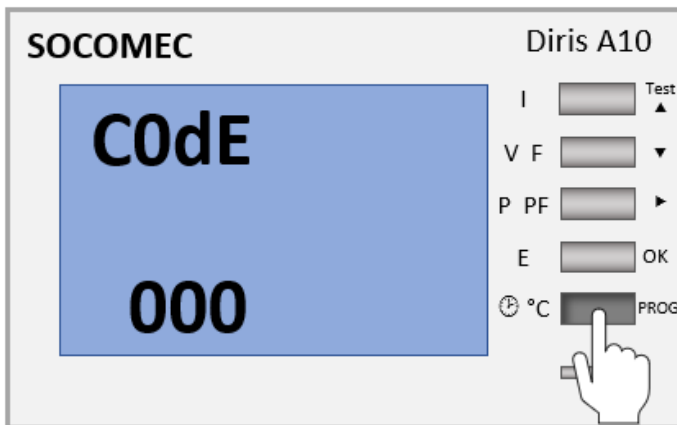 SOCOMEC
Diris A10
C0dE
000
I
Test
▲
V F
▼
P PF
►
E
OK
°C
PROG